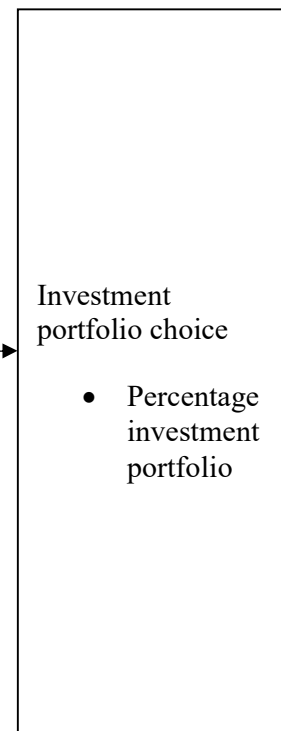 Investment
portfolio choice
• Percentage
investment
portfolio